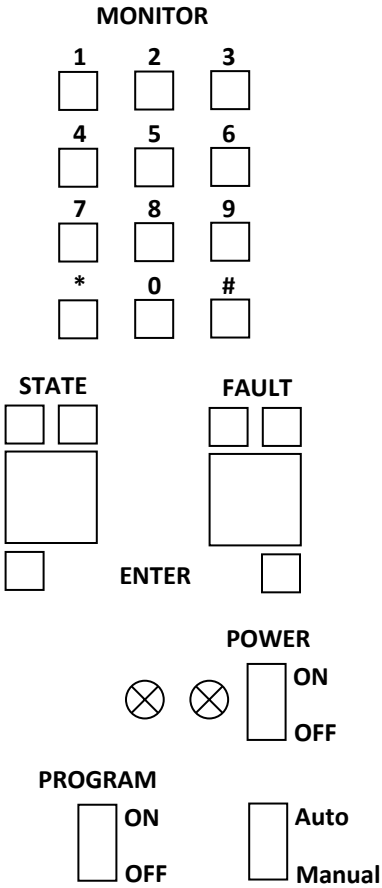 MONITOR
1 2 3
4 5 6
7 8 9
* 0 #
STATE FAULT
ENTER
POWER
ON
OFF
PROGRAM
ON Auto
OFF Manual